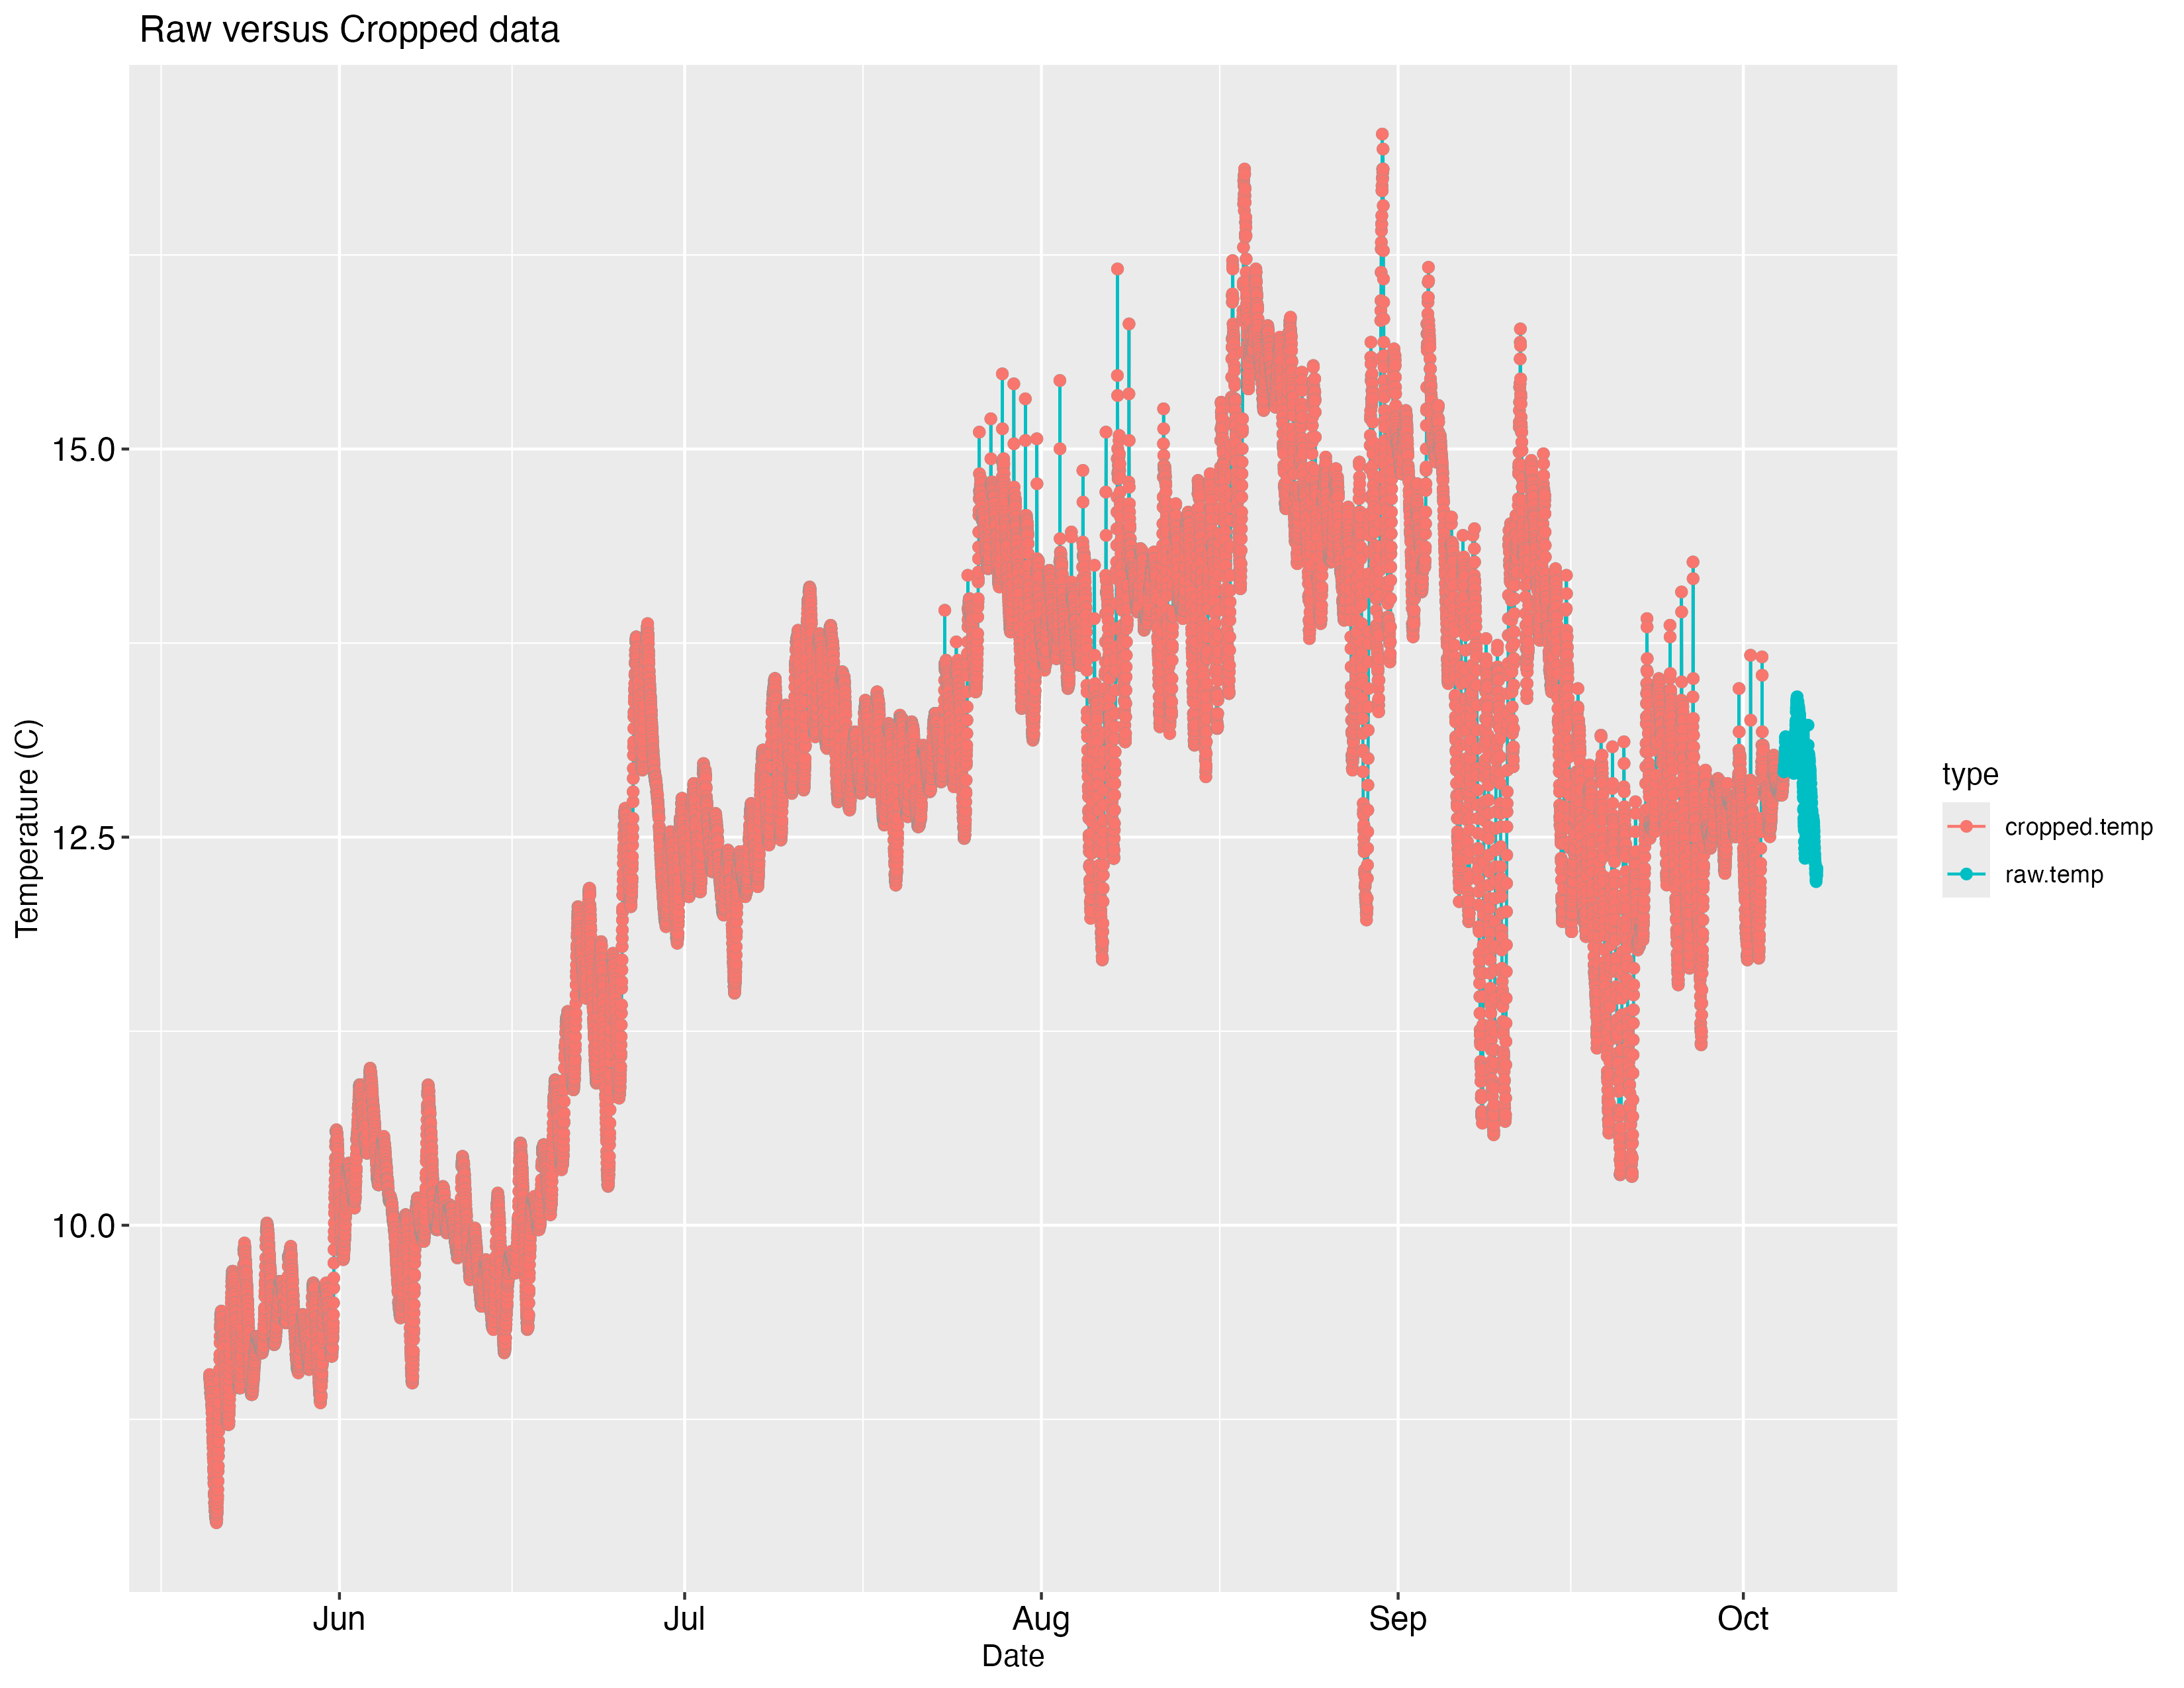 Raw versus Cropped data
Temperature (C)
15.0
12.5
10.0
Jun Jul Aug Sep Oct
Date
type
cropped.temp
raw.temp